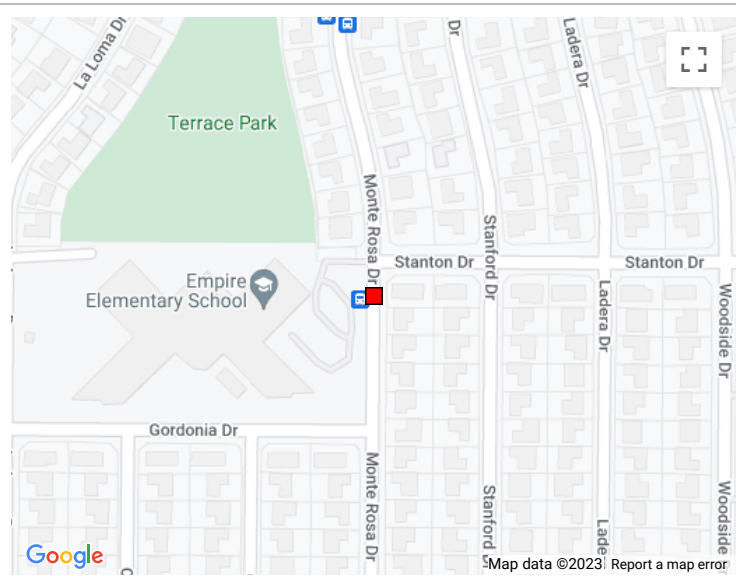 La Loma Dr
Dr
Ladera Dr
Terrace Park
Monte Rosa Dr
Stanford Dr
Stanton Dr
Stanton Dr
Empire
Elementary School
Ladera Dr
Woodside Dr
Gordonia Dr
Monte Rosa Dr
Stanford
Lade
Woodside
Google
Map data ©2023
Report a map error